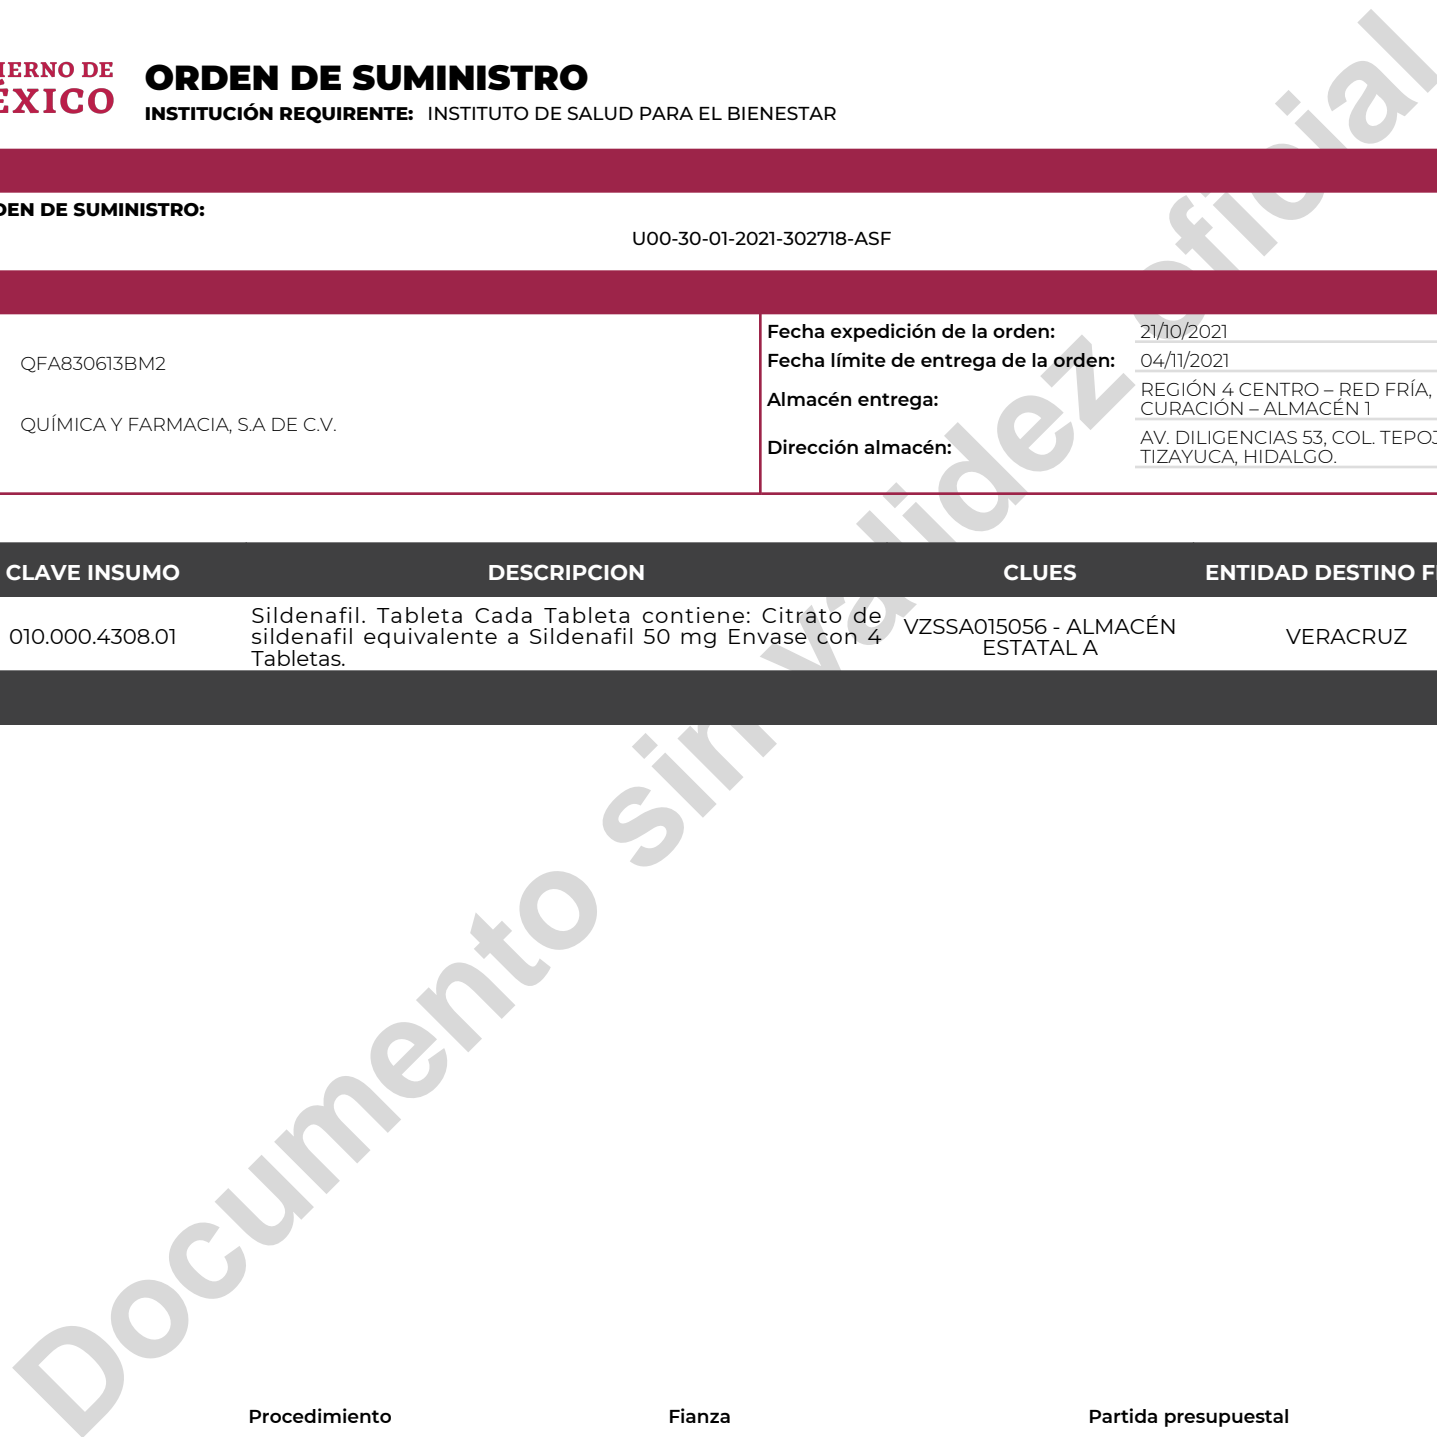 IERNO DE
ÉXICO
ORDEN DE SUMINISTRO
INSTITUCIÓN REQUIRENTE: INSTITUTO DE SALUD PARA EL BIENESTAR
DEN DE SUMINISTRO:
U00-30-01-2021-302718-ASF
QFA830613BM2
QUÍMICA Y FARMACIA, S.A DE C.V.
Fecha expedición de la orden: 21/10/2021
Fecha límite de entrega de la orden: 04/11/2021
Almacén entrega: REGIÓN 4 CENTRO – RED FRÍA,
CURACIÓN – ALMACÉN 1
Dirección almacén: AV. DILIGENCIAS 53, COL. TEPOJ
TIZAYUCA, HIDALGO.
CLAVE INSUMO DESCRIPCION CLUES ENTIDAD DESTINO FI
010.000.4308.01
Sildenafil. Tableta Cada Tableta contiene: Citrato de
sildenafil equivalente a Sildenafil 50 mg Envase con 4
Tabletas.
VZSSA015056 - ALMACÉN
ESTATAL A
VERACRUZ
Documento sin validez oficial
Procedimiento Fianza Partida presupuestal